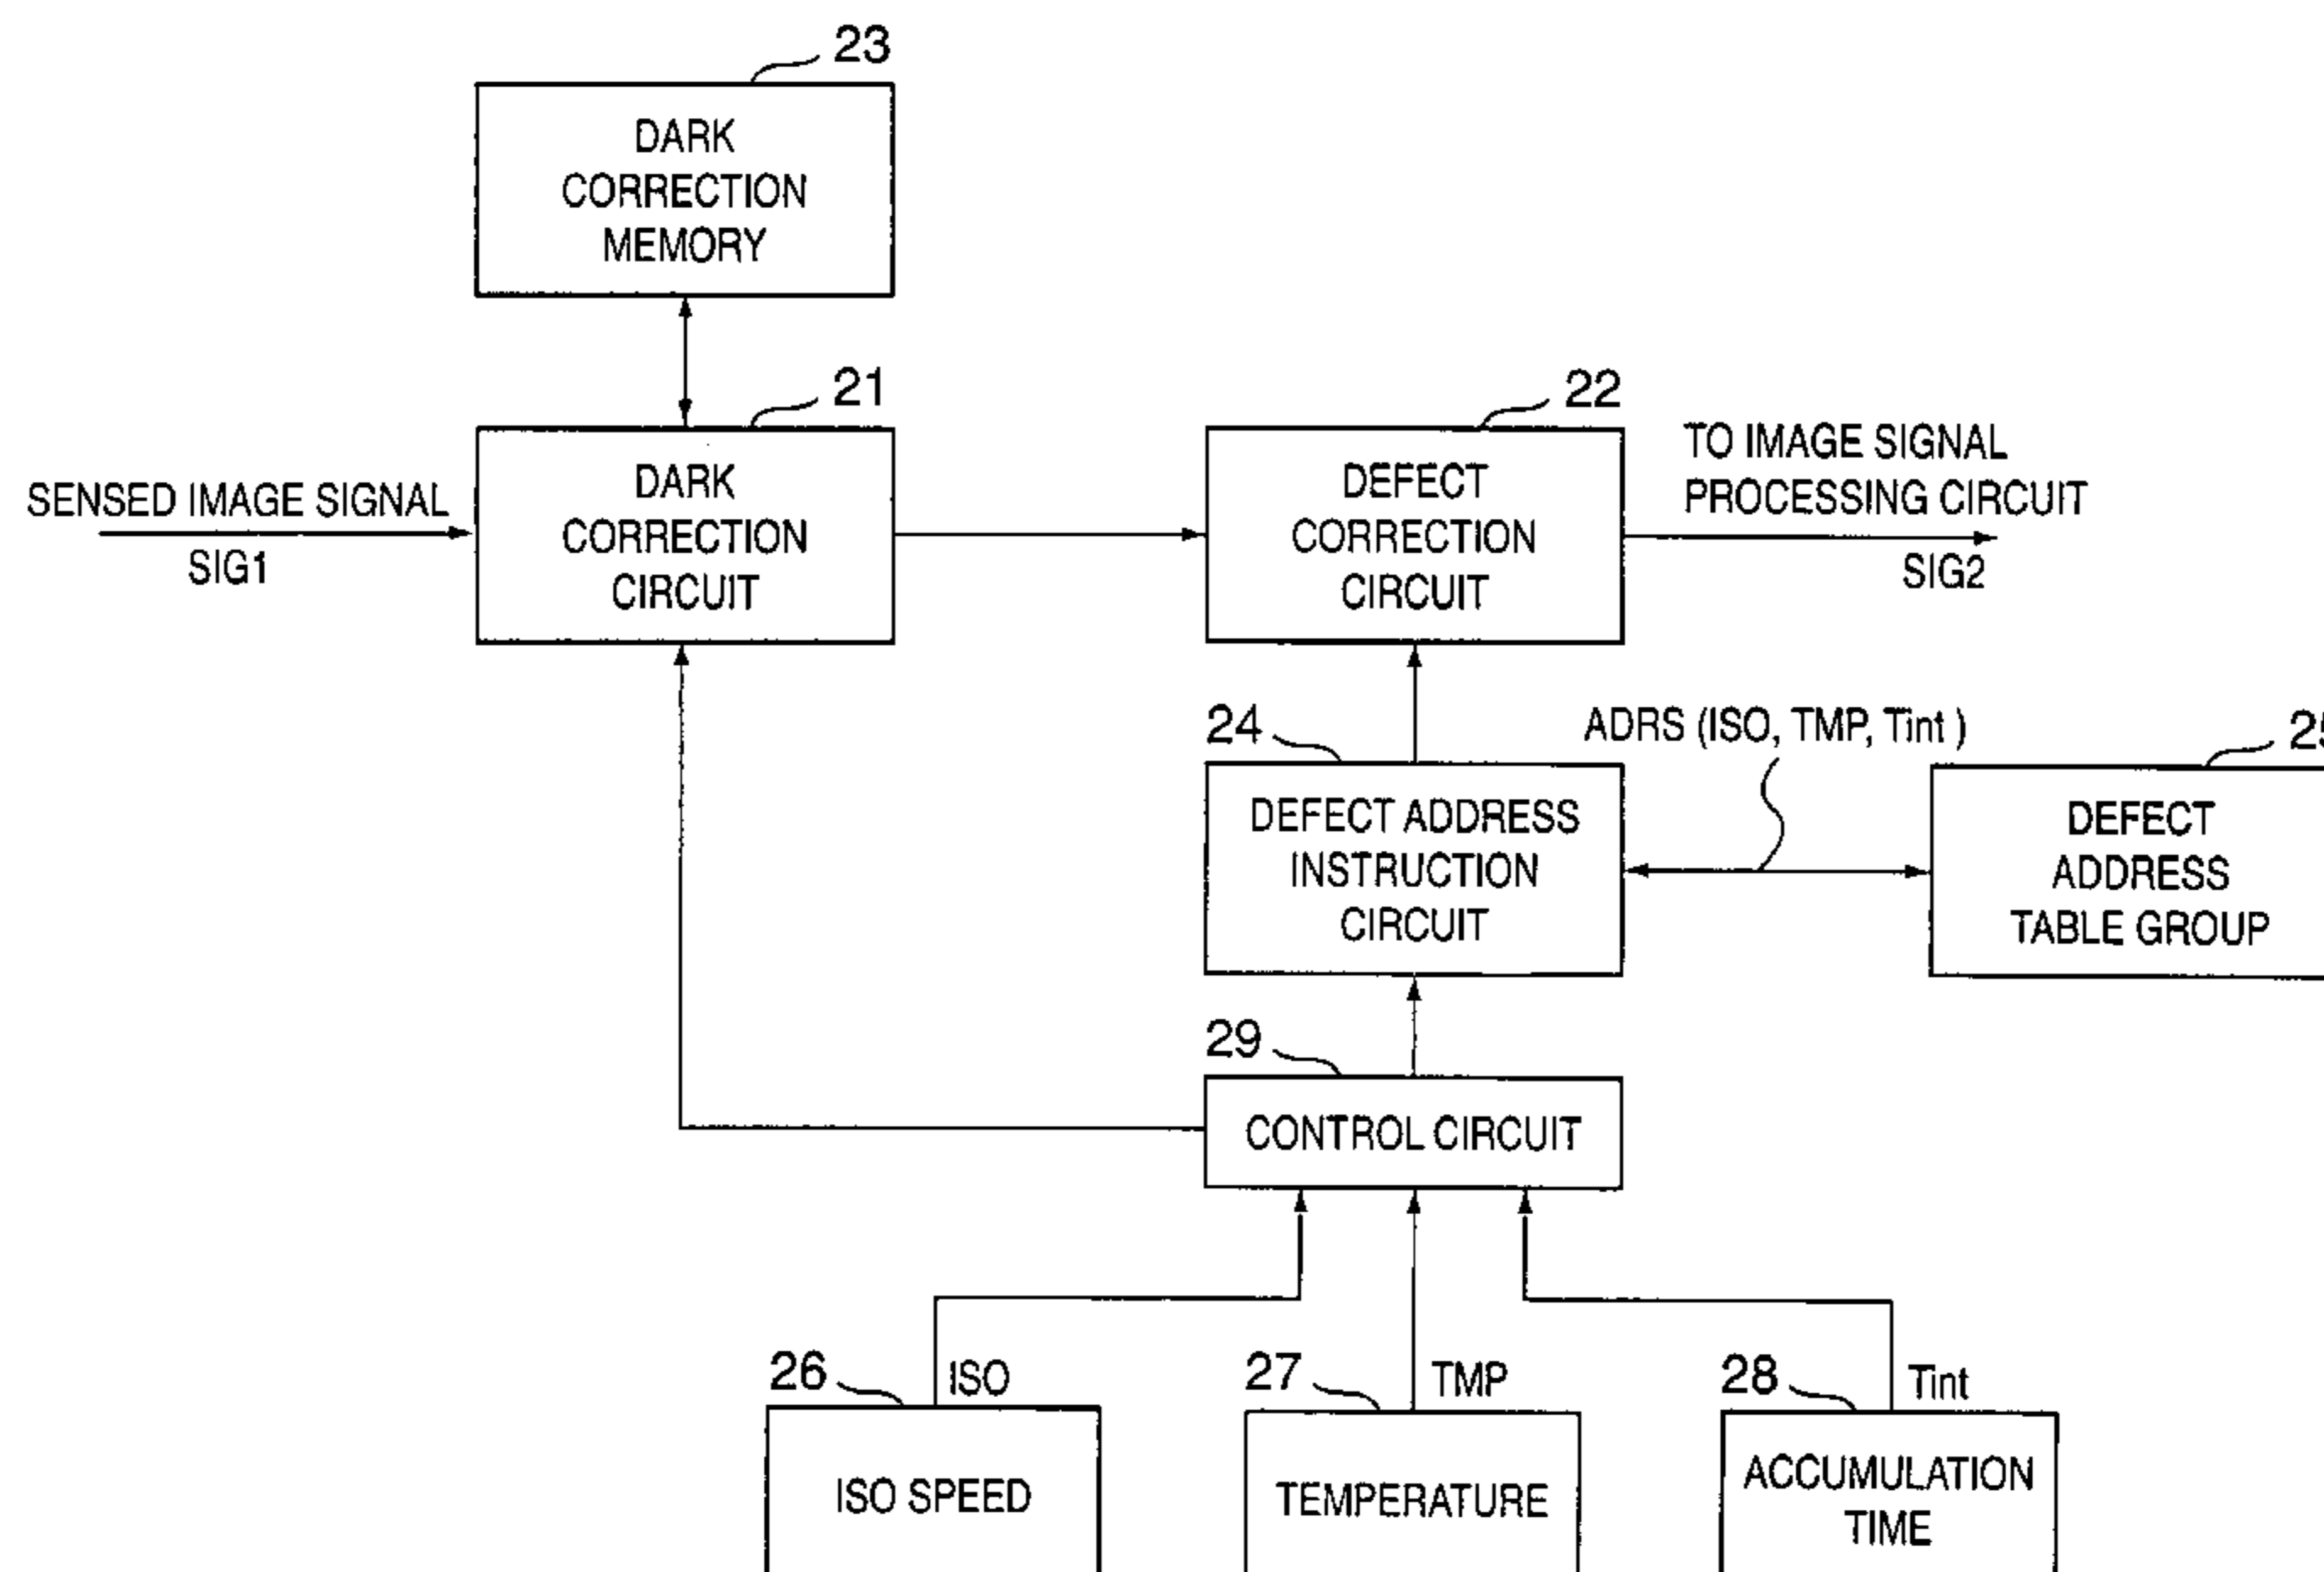 23
DARK
CORRECTION
MEMORY
21
22
SENSED IMAGE SIGNAL
SIG1
DARK
CORRECTION
CIRCUIT
DEFECT
CORRECTION
CIRCUIT
TO IMAGE SIGNAL
PROCESSING CIRCUIT
SIG2
24
ADRS (ISO, TMP, Tint )
DEFECT ADDRESS
INSTRUCTION
CIRCUIT
DEFECT
ADDRESS
TABLE GROUP
29
CONTROL CIRCUIT
26
ISO
27
TMP
28
Tint
ISO SPEED
TEMPERATURE
ACCUMULATION
TIME